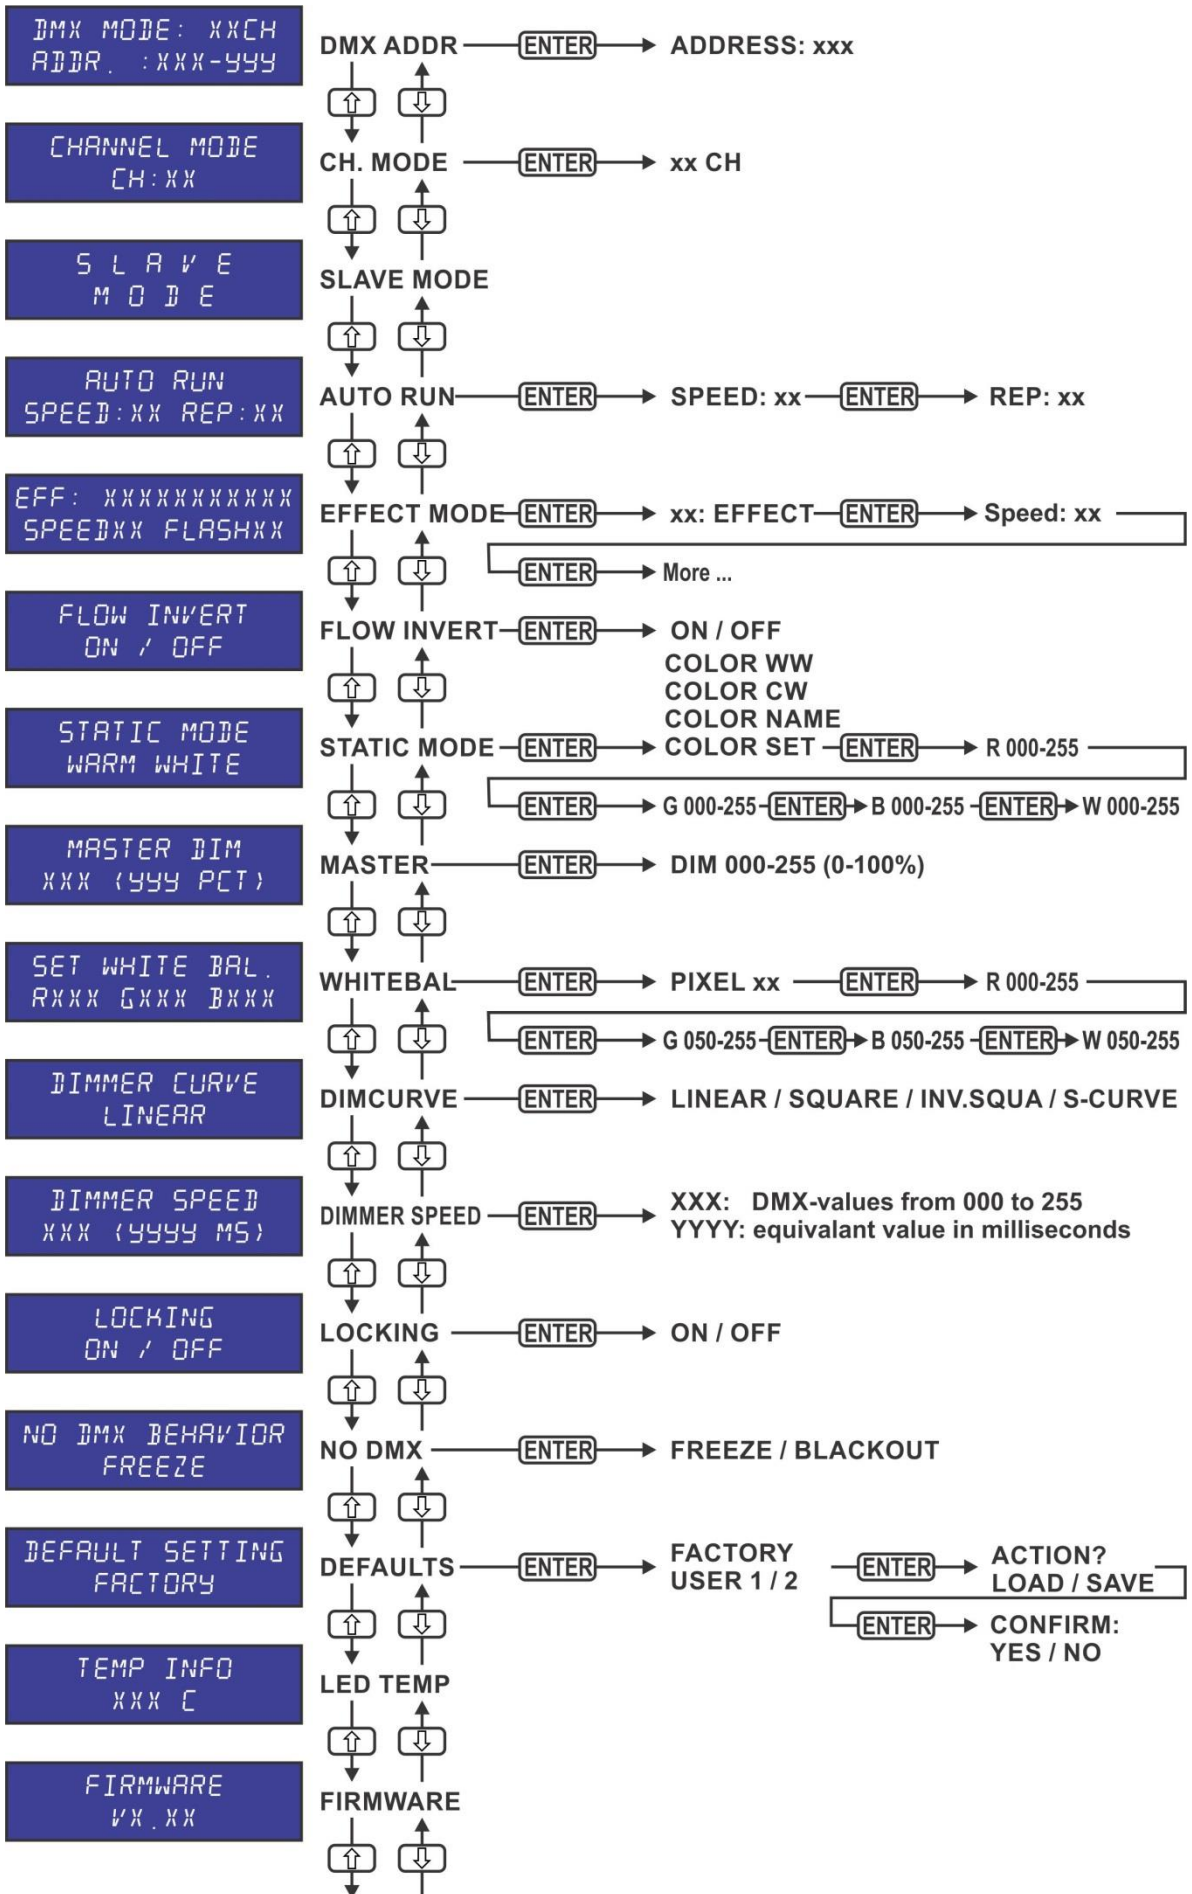 DMX MODE: XXCH
ADDR. :XXX-yyy
DMX ADDR ENTER ADDRESS: xxx
CHANNEL MODE
CH:XX
CH. MODE ENTER xx CH
S L A V E
M O D E
SLAVE MODE
AUTO RUN
SPEED:XX REP:XX
AUTO RUN ENTER SPEED: xx ENTER REP: xx
EFF: XXXXXXXXXXX
SPEEDXX FLASHXX
EFFECT MODE ENTER xx: EFFECT ENTER Speed: xx
ENTER More ...
FLOW INVERT
ON / OFF
FLOW INVERT ENTER ON / OFF
COLOR WW
COLOR CW
COLOR NAME
STATIC MODE
WARM WHITE
STATIC MODE ENTER COLOR SET ENTER R 000-255
ENTER G 000-255 ENTER B 000-255 ENTER W 000-255
MASTER DIM
XXX (yyy PCT)
MASTER ENTER DIM 000-255 (0-100%)
SET WHITE BAL.
RXXX GXXX BXXX
WHITEBAL ENTER PIXEL xx ENTER R 000-255
ENTER G 050-255 ENTER B 050-255 ENTER W 050-255
DIMMER CURVE
LINEAR
DIMCURVE ENTER LINEAR / SQUARE / INV.SQUA / S-CURVE
DIMMER SPEED
XXX (yyyy MS)
DIMMER SPEED ENTER XXX: DMX-values from 000 to 255
YYYY: equivalant value in milliseconds
LOCKING
ON / OFF
LOCKING ENTER ON / OFF
NO DMX BEHAVIOR
FREEZE
NO DMX ENTER FREEZE / BLACKOUT
DEFAULT SETTING
FACTORY
DEFAULTS ENTER FACTORY
USER 1 / 2 ENTER ACTION?
LOAD / SAVE
ENTER CONFIRM:
YES / NO
TEMP INFO
XXX C
LED TEMP
FIRMWARE
VX.XX
FIRMWARE